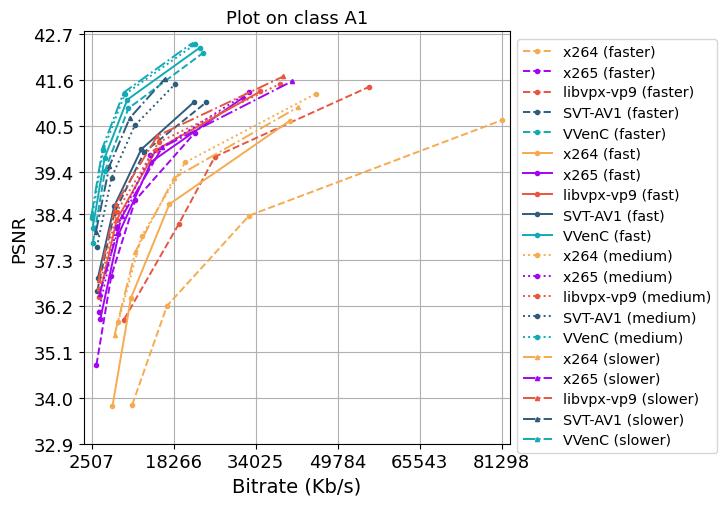 Plot on class A1
42.7
41.6
40.5
39.4
38.4
37.3
36.2
35.1
34.0
32.9
PSNR
2507 18266 34025 49784 65543 81298
Bitrate (Kb/s)
x264 (faster)
x265 (faster)
libvpx-vp9 (faster)
SVT-AV1 (faster)
VVenC (faster)
x264 (fast)
x265 (fast)
libvpx-vp9 (fast)
SVT-AV1 (fast)
VVenC (fast)
x264 (medium)
x265 (medium)
libvpx-vp9 (medium)
SVT-AV1 (medium)
VVenC (medium)
x264 (slower)
x265 (slower)
libvpx-vp9 (slower)
SVT-AV1 (slower)
VVenC (slower)